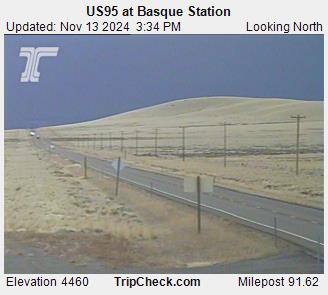 US95 at Basque Station
Updated: Nov 13 2024 3:34 PM Looking North
Elevation 4460 TripCheck.com Milepost 91.62